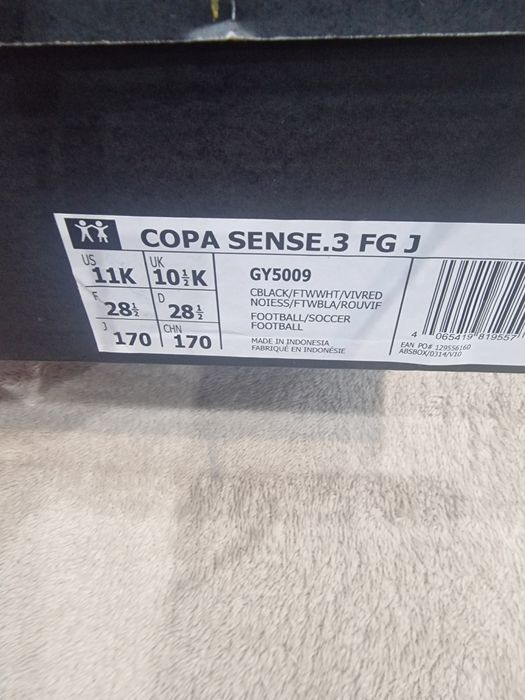 COPA SENSE.3 FG J
US 11K UK 10½K
F 28½ D 28½
J 170 CHN 170
GY5009
CBLACK/FTWWHT/VIVRED
NOIESS/FTWBLA/ROUVIF
FOOTBALL/SOCCER
FOOTBALL
MADE IN INDONESIA
FABRIQUÉ EN INDONÉSIE
4 065419 819557
EAN PO# 129556160
ABSBOX/0314/V10